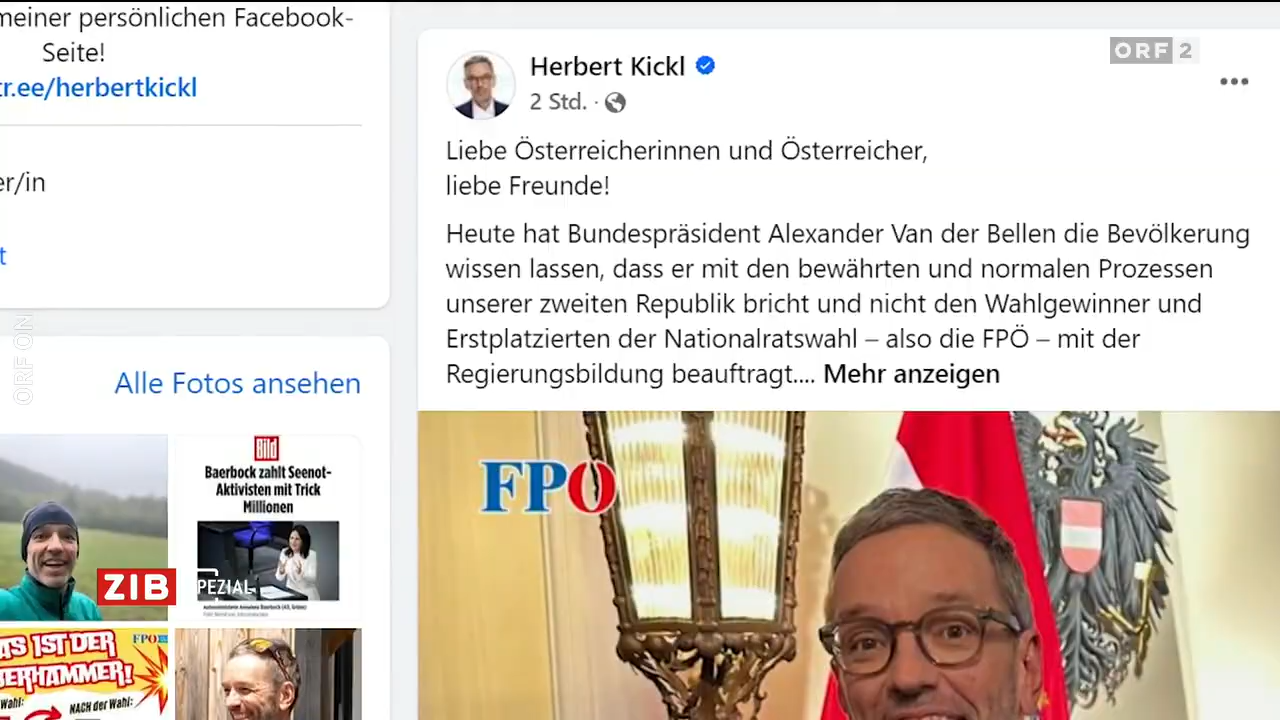 meiner persönlichen Facebook-
Seite!
tr.ee/herbertkickl
er/in
t
Alle Fotos ansehen
Bild
Baerbock zahlt Seenot-
Aktivisten mit Trick
Millionen
ZIB SPEZIAL
AS IST DER
ERHAMMER!
FPÖ
Wahl:
NACH der Wahl:
ORF ON
Herbert Kickl
2 Std. ·
ORF 2
Liebe Österreicherinnen und Österreicher,
liebe Freunde!
Heute hat Bundespräsident Alexander Van der Bellen die Bevölkerung
wissen lassen, dass er mit den bewährten und normalen Prozessen
unserer zweiten Republik bricht und nicht den Wahlgewinner und
Erstplatzierten der Nationalratswahl – also die FPÖ – mit der
Regierungsbildung beauftragt.... Mehr anzeigen
FPÖ